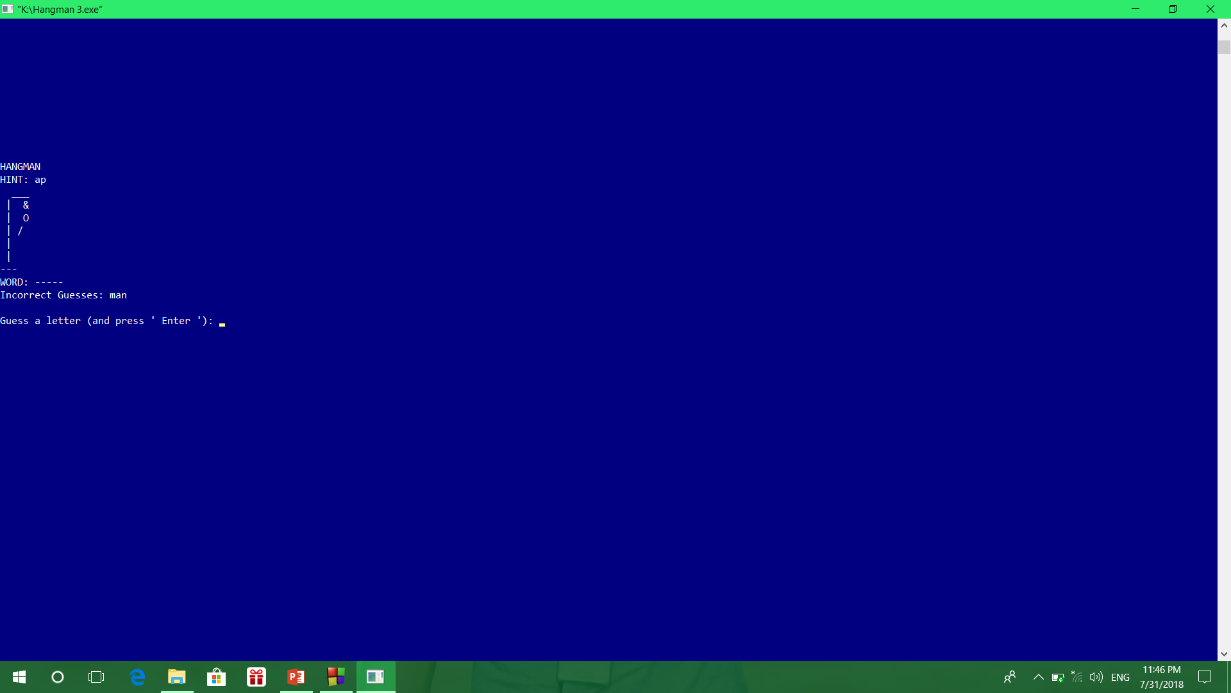 "K:\Hangman 3.exe"
HANGMAN
HINT: ap
___
| &
| O
| /
|
|
---
WORD: -----
Incorrect Guesses: man
Guess a letter (and press ' Enter '):
ENG
11:46 PM
7/31/2018